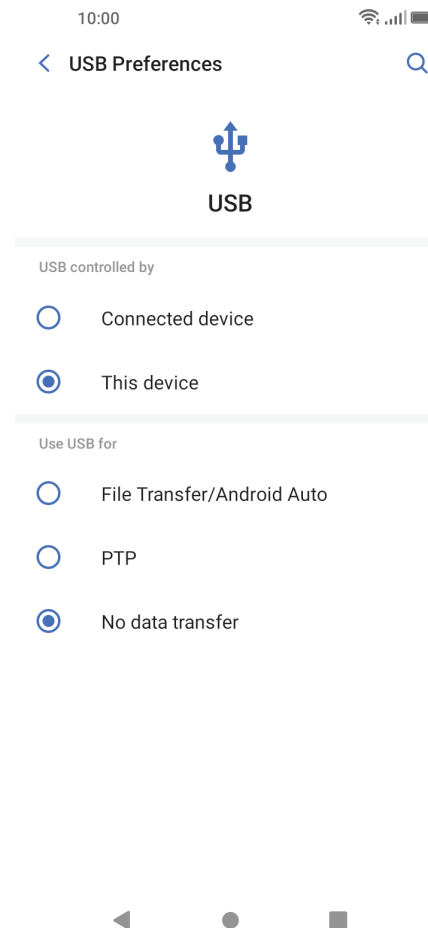 10:00
USB Preferences
USB
USB controlled by
Connected device
This device
Use USB for
File Transfer/Android Auto
PTP
No data transfer